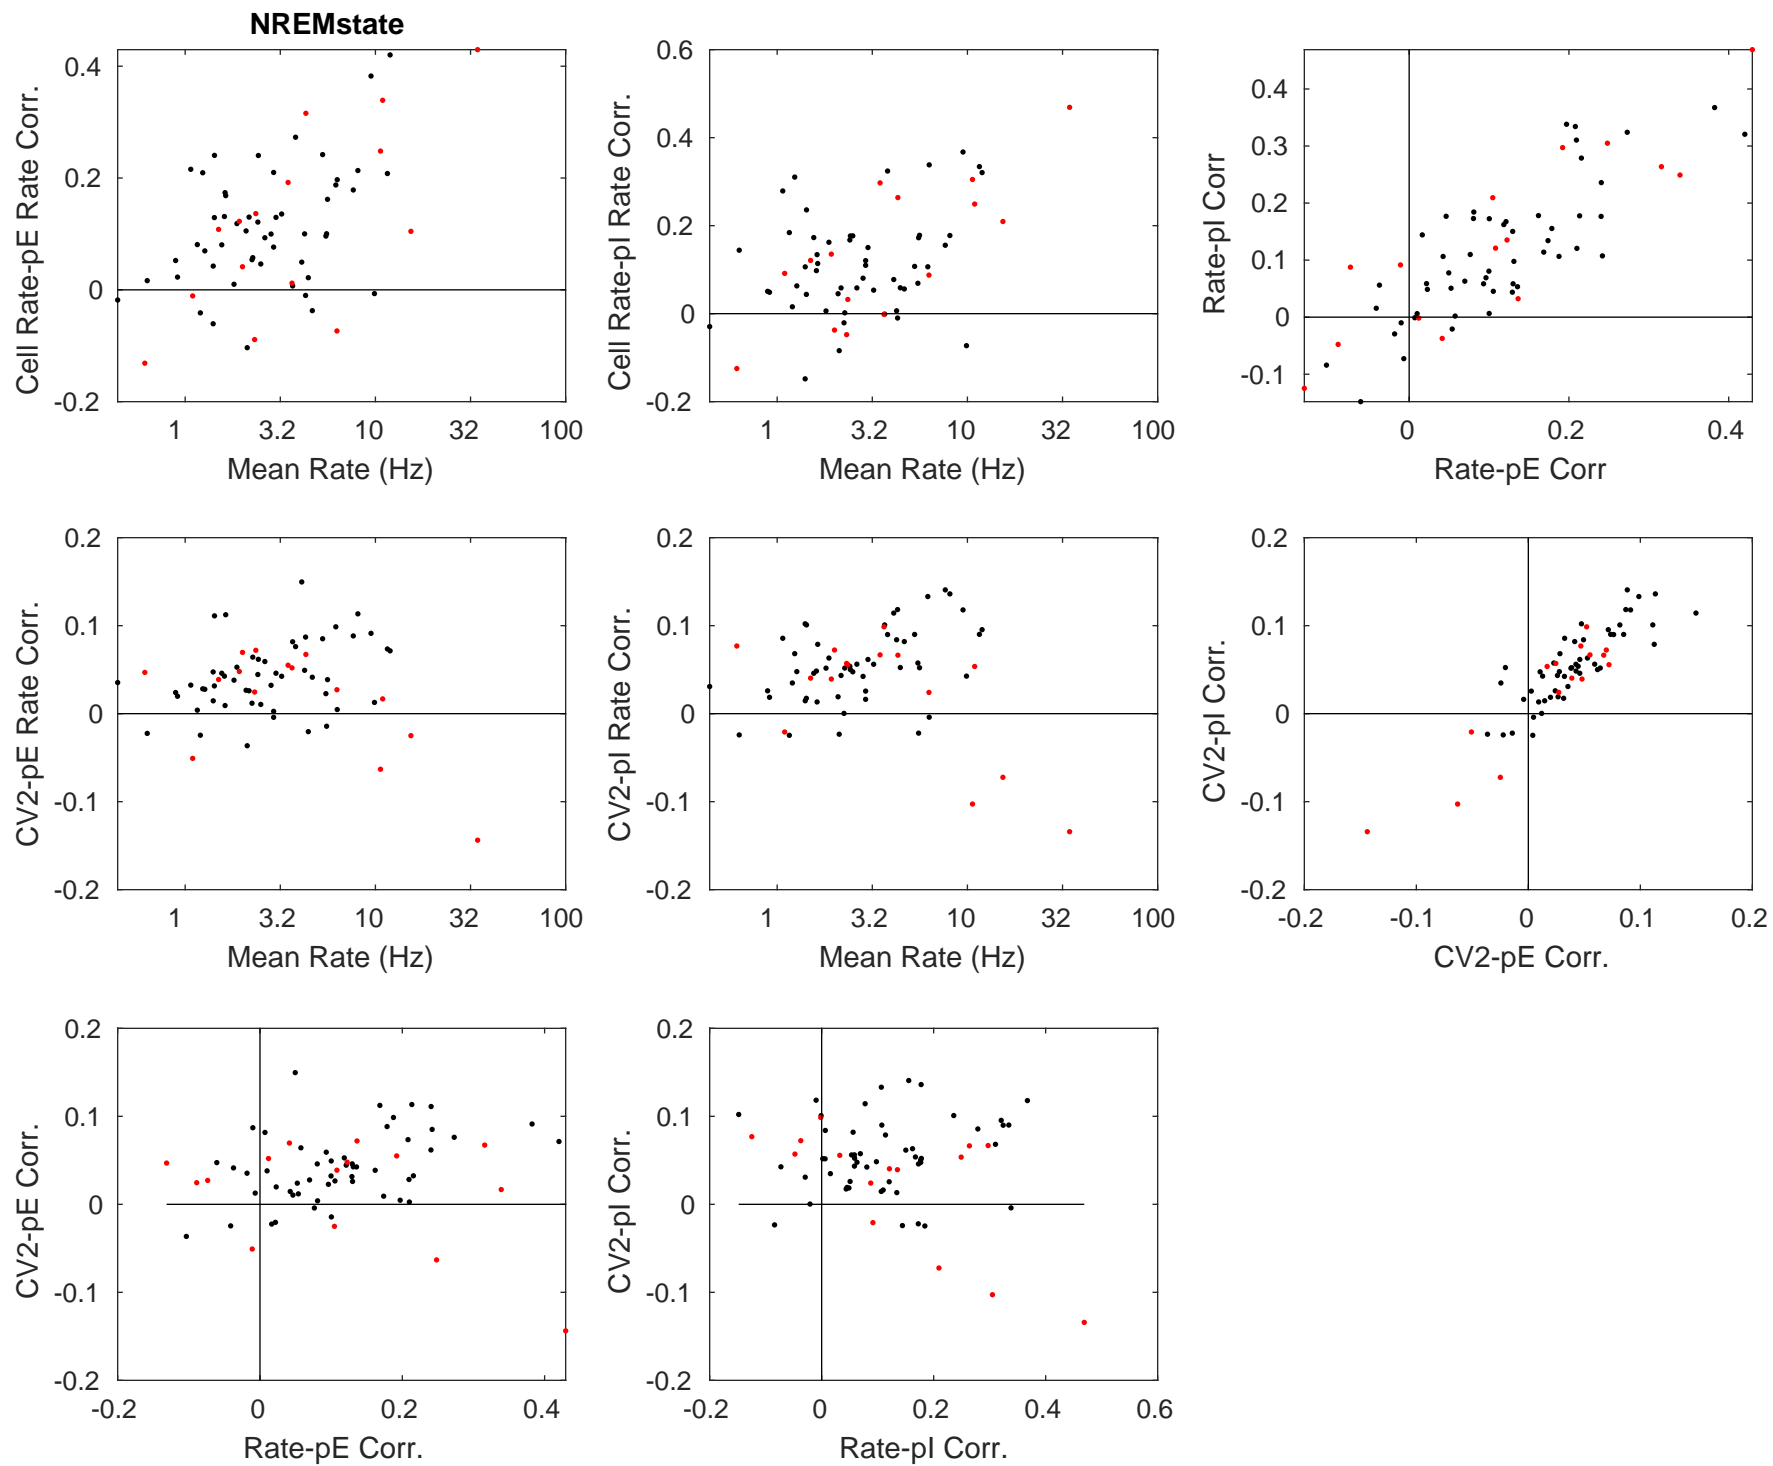 NREMstate
Cell Rate-pE Rate Corr.
0.4
0.2
0
-0.2
1 3.2 10 32 100
Mean Rate (Hz)
Cell Rate-pI Rate Corr.
0.6
0.4
0.2
0
-0.2
1 3.2 10 32 100
Mean Rate (Hz)
Rate-pI Corr
0.4
0.3
0.2
0.1
0
-0.1
0 0.2 0.4
Rate-pE Corr
CV2-pE Rate Corr.
0.2
0.1
0
-0.1
-0.2
1 3.2 10 32 100
Mean Rate (Hz)
CV2-pI Rate Corr.
0.2
0.1
0
-0.1
-0.2
1 3.2 10 32 100
Mean Rate (Hz)
CV2-pI Corr.
0.2
0.1
0
-0.1
-0.2
-0.2 -0.1 0 0.1 0.2
CV2-pE Corr.
CV2-pE Corr.
0.2
0.1
0
-0.1
-0.2
-0.2 0 0.2 0.4
Rate-pE Corr.
CV2-pI Corr.
0.2
0.1
0
-0.1
-0.2
-0.2 0 0.2 0.4 0.6
Rate-pI Corr.